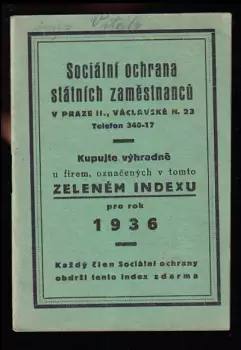 Sociální ochrana
státních zaměstnanců
V PRAZE II., VÁCLAVSKÉ N. 23
Telefon 340-17
Kupujte výhradně
u firem, označených v tomto
ZELENÉM INDEXU
pro rok
1936
Každý člen Sociální ochrany
obdrží tento index zdarma